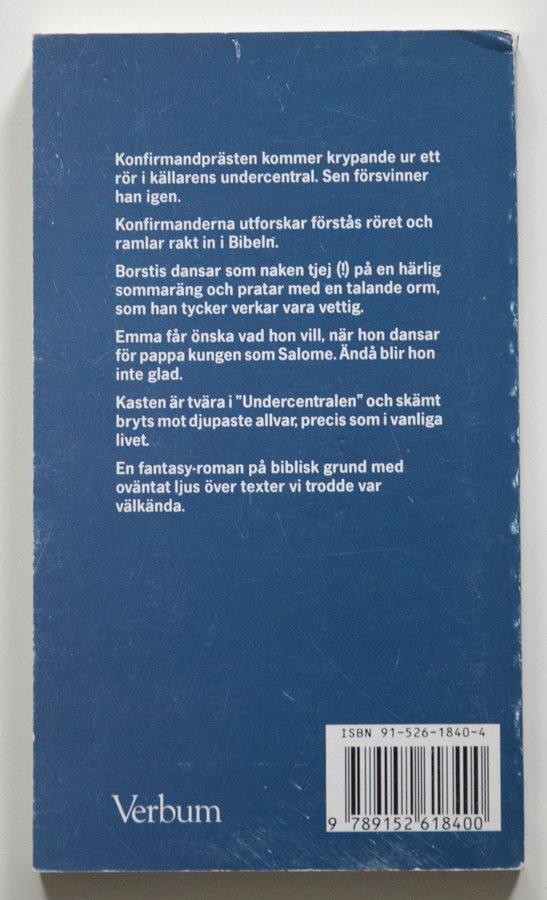 Konfirmandprästen kommer krypande ur ett
rör i källarens undercentral. Sen försvinner
han igen.
Konfirmanderna utforskar förstås röret och
ramlar rakt in i Bibeln.
Borstis dansar som naken tjej (!) på en härlig
sommaräng och pratar med en talande orm,
som han tycker verkar vara vettig.
Emma får önska vad hon vill, när hon dansar
för pappa kungen som Salome. Ändå blir hon
inte glad.
Kasten är tvära i "Undercentralen" och skämt
bryts mot djupaste allvar, precis som i vanliga
livet.
En fantasy-roman på biblisk grund med
oväntat ljus över texter vi trodde var
välkända.
ISBN 91-526-1840-4
9 789152 618400
Verbum